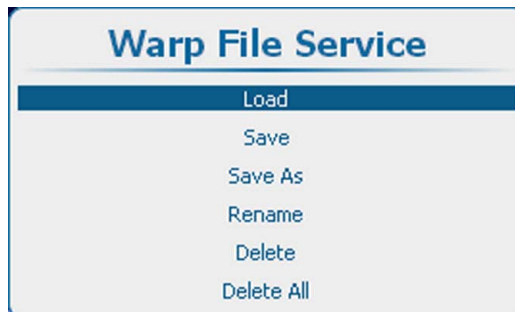 Warp File Service
Load
Save
Save As
Rename
Delete
Delete All